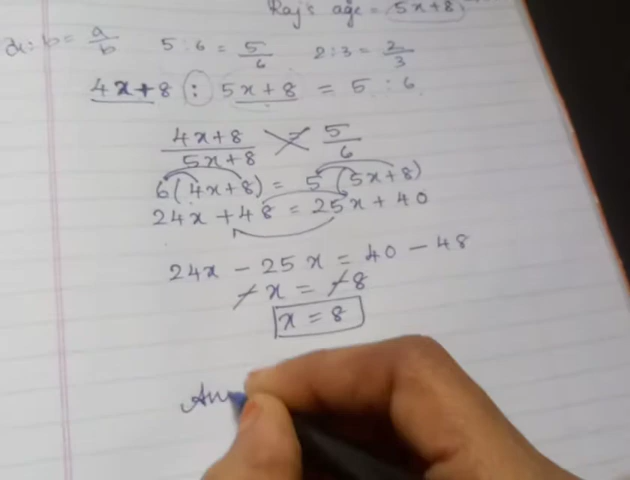 Raj's age = 5x+8
a : b = a/b 5 : 6 = 5/6 2 : 3 = 2/3
4x+8 : 5x+8 = 5 : 6
4x+8/5x+8 = 5/6
6(4x+8) = 5(5x+8)
24x + 48 = 25x + 40
24x - 25x = 40 - 48
-x = -8
x = 8